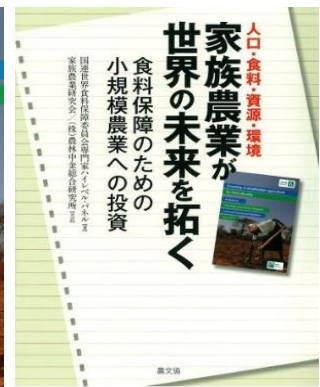 人口・食料・資源・環境
家族農業が
世界の未来を拓く
食料保障のための
小規模農業への投資
国連世界食料保障委員会専門家ハイレベル・パネル
家族農業研究会/(株)農林中金総合研究所
農文協